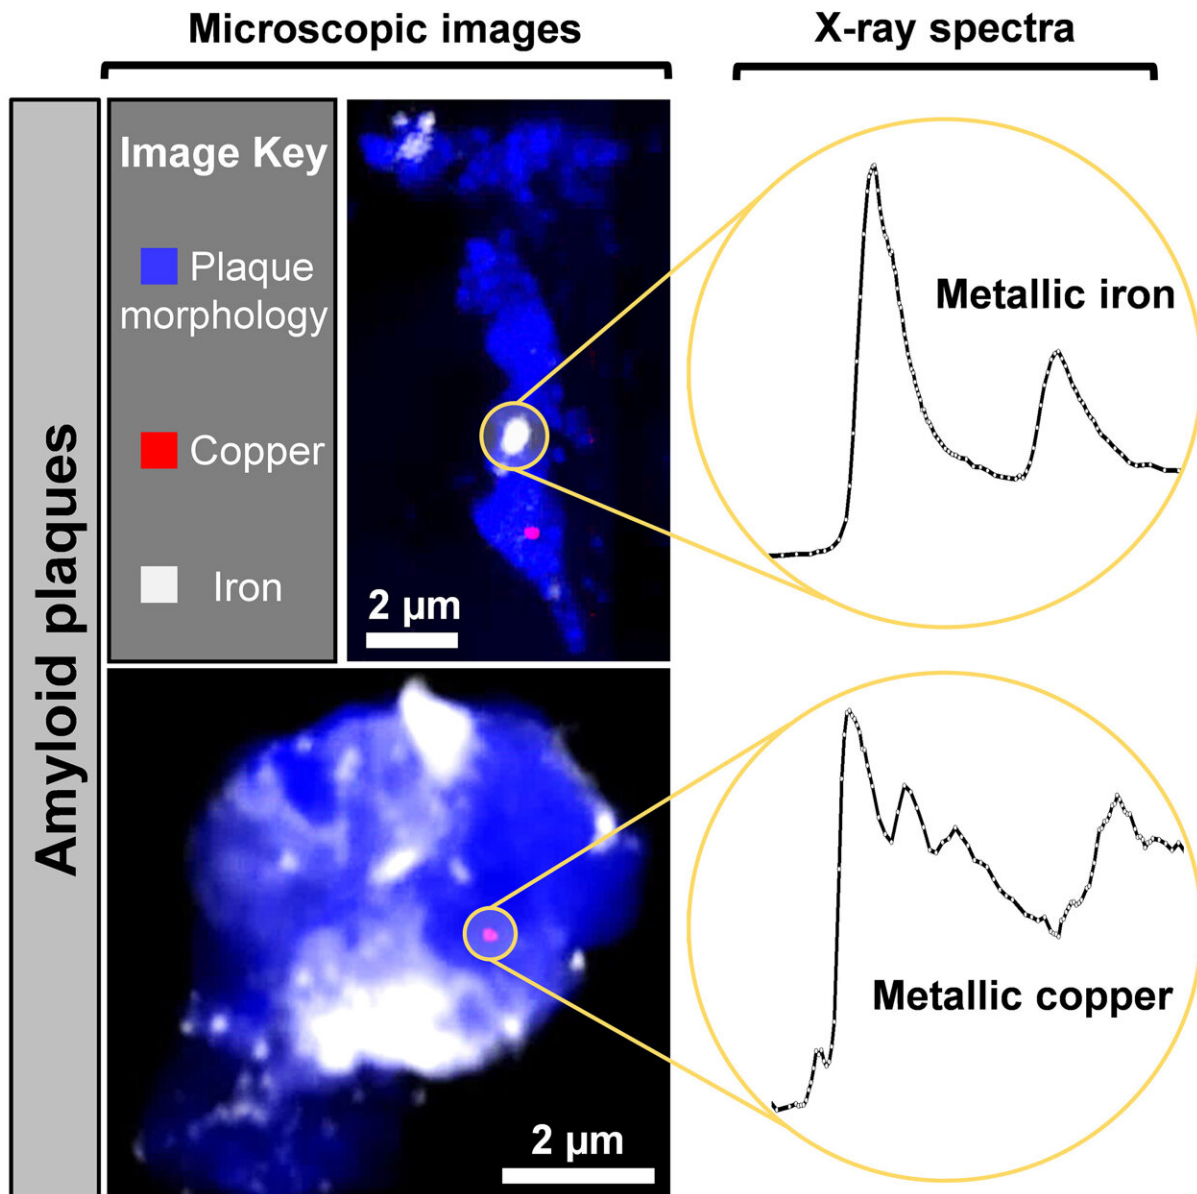 Microscopic images
X-ray spectra
Amyloid plaques
Image Key
Plaque
morphology
Copper
Iron
2 µm
Metallic iron
2 µm
Metallic copper